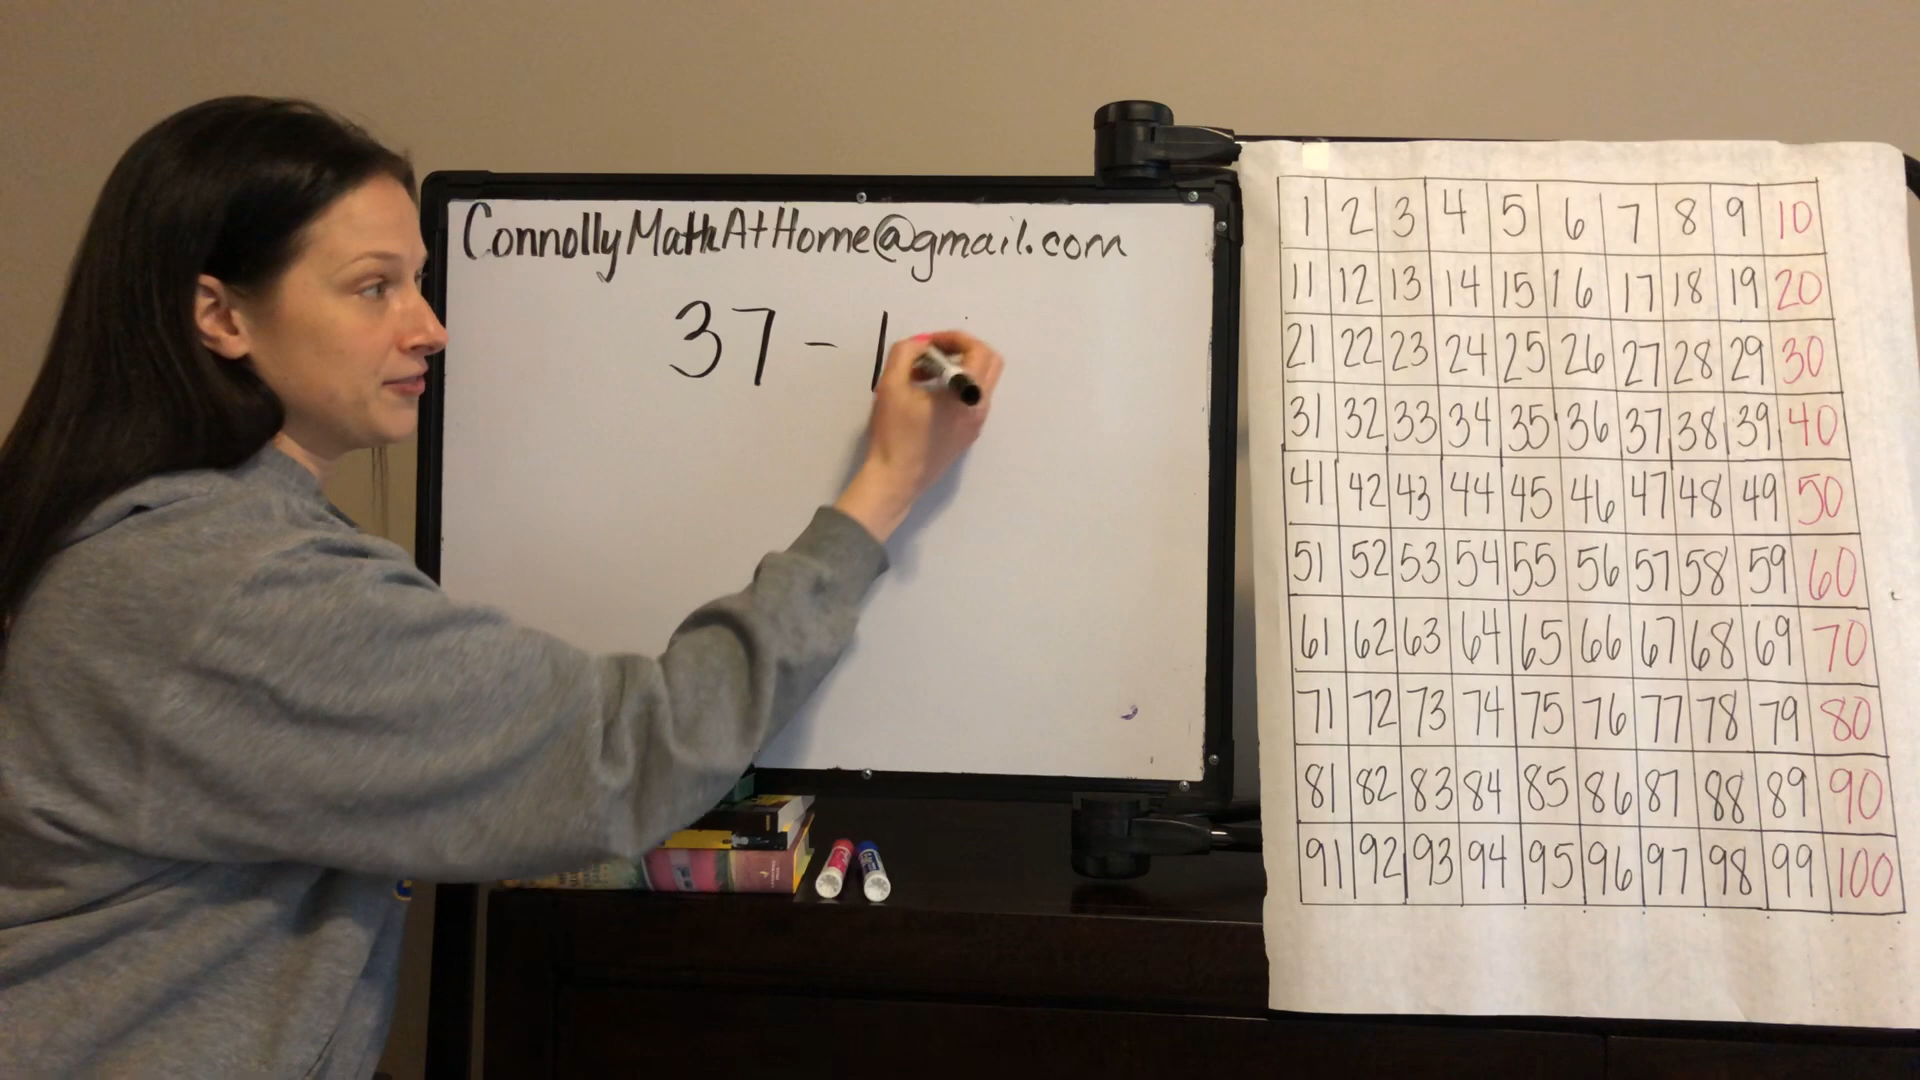 ConnollyMathAtHome@gmail.com
37 - 1
1 2 3 4 5 6 7 8 9 10
11 12 13 14 15 16 17 18 19 20
21 22 23 24 25 26 27 28 29 30
31 32 33 34 35 36 37 38 39 40
41 42 43 44 45 46 47 48 49 50
51 52 53 54 55 56 57 58 59 60
61 62 63 64 65 66 67 68 69 70
71 72 73 74 75 76 77 78 79 80
81 82 83 84 85 86 87 88 89 90
91 92 93 94 95 96 97 98 99 100